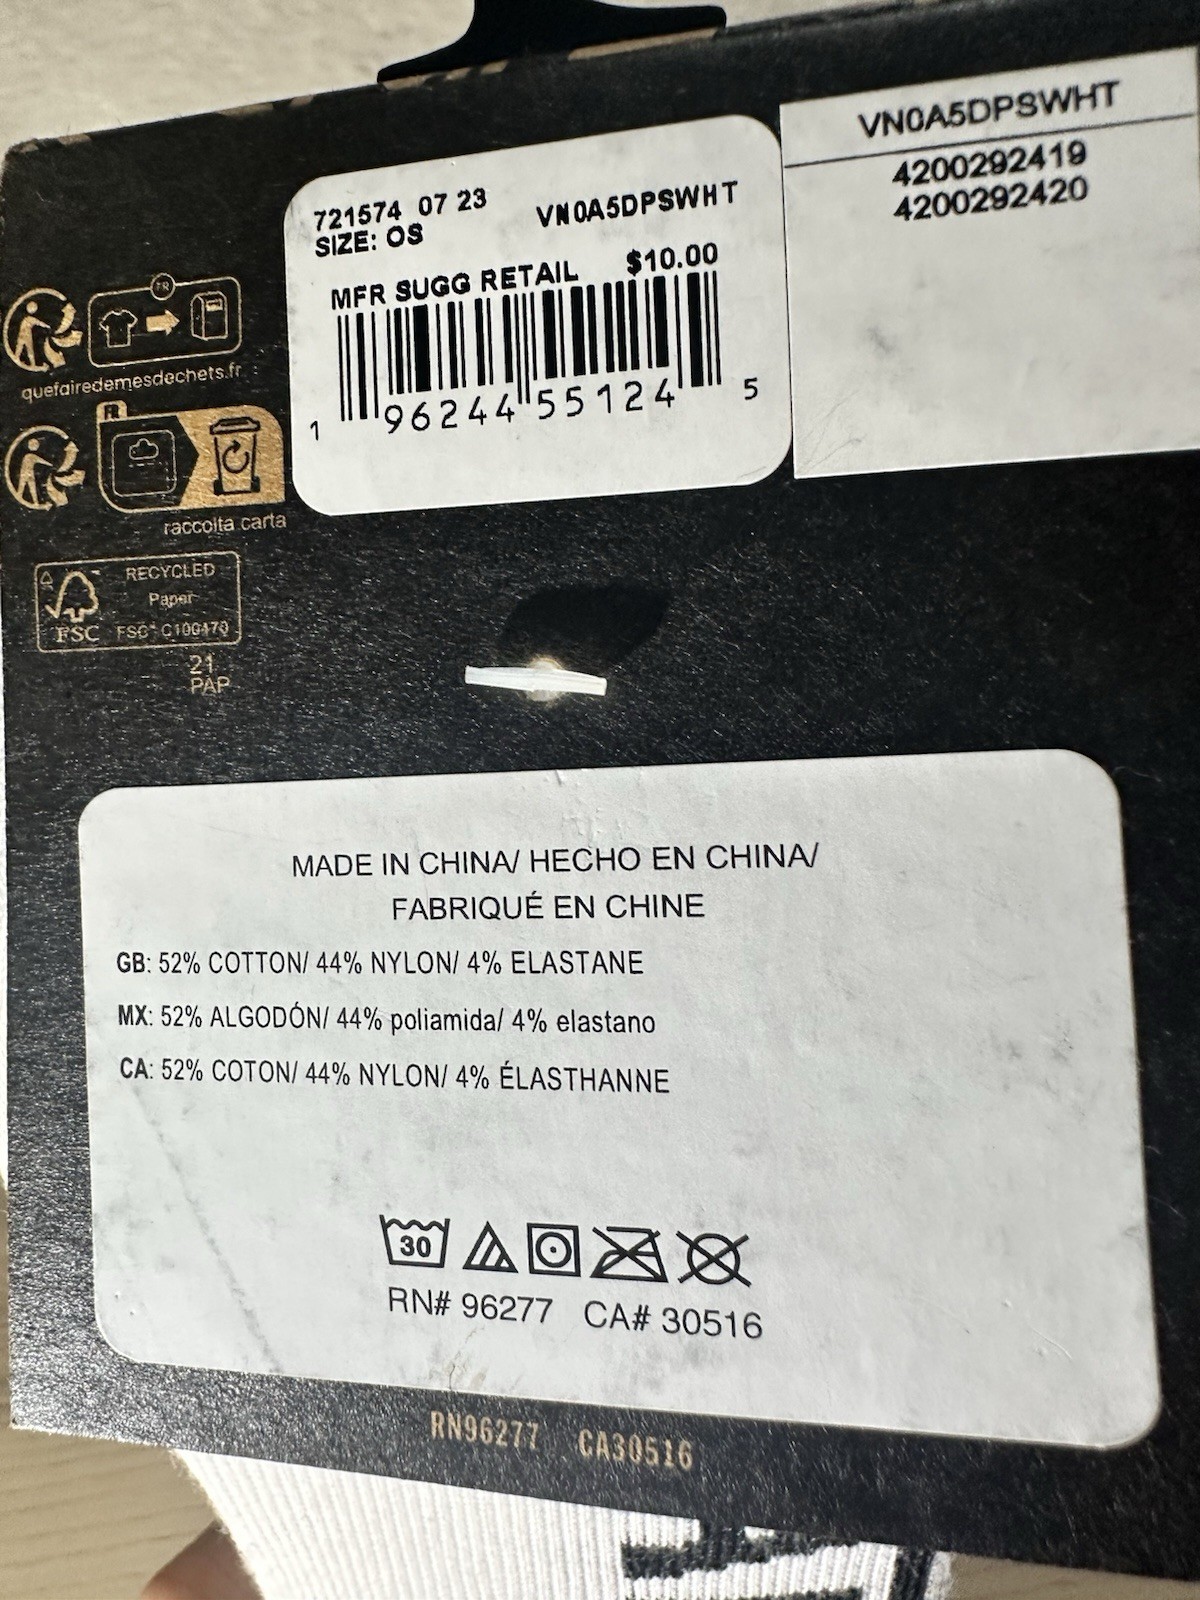 VN0A5DPSWHT
4200292419
4200292420
721574 07 23 VN0A5DPSWHT
SIZE: OS
MFR SUGG RETAIL $10.00
1 96244 55124 5
FR
quefairedemesdechets.fr
raccolta carta
FSC
RECYCLED
Paper
FSC® C100470
21
PAP
MADE IN CHINA/ HECHO EN CHINA/
FABRIQUÉ EN CHINE
GB: 52% COTTON/ 44% NYLON/ 4% ELASTANE
MX: 52% ALGODÓN/ 44% poliamida/ 4% elastano
CA: 52% COTON/ 44% NYLON/ 4% ÉLASTHANNE
30
RN# 96277 CA# 30516
RN96277 CA30516